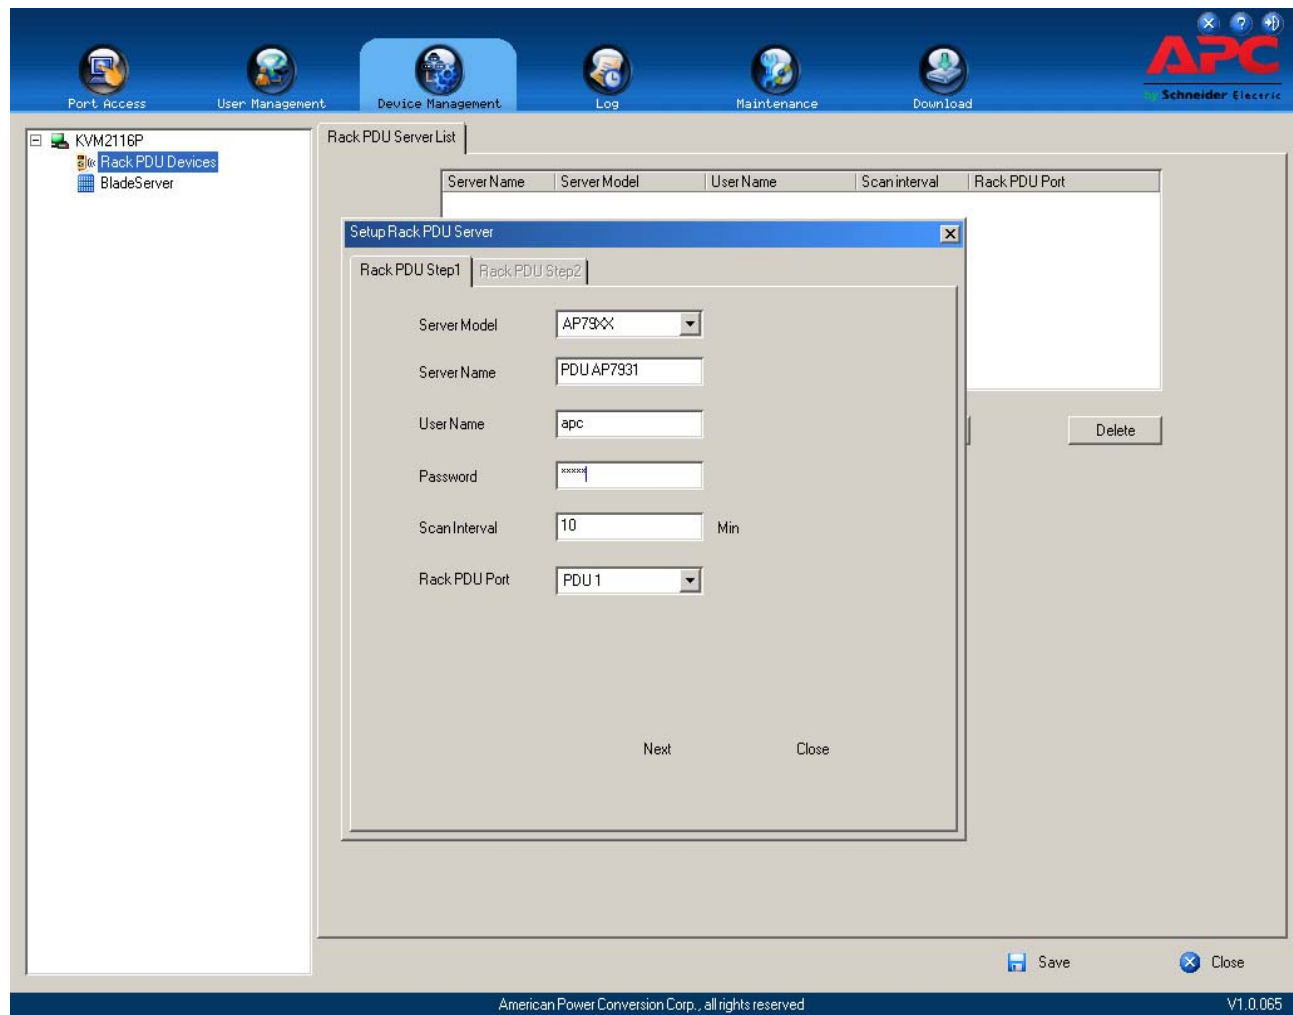 APC
by Schneider Electric
Port Access User Management Device Management Log Maintenance Download
KVM2116P
Rack PDU Devices
BladeServer
Rack PDU Server List
Server Name Server Model User Name Scan interval Rack PDU Port
Setup Rack PDU Server
Rack PDU Step1 Rack PDU Step2
Server Model AP79XX
Server Name PDU AP7931
User Name apc
Password xxxxx
Scan Interval 10 Min
Rack PDU Port PDU 1
Delete
Next Close
Save Close
American Power Conversion Corp., all rights reserved V1.0.065